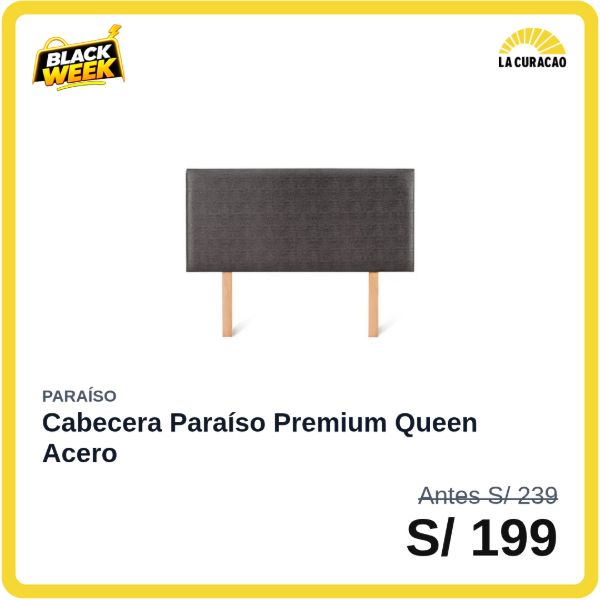 BLACK
WEEK
LA CURACAO
PARAÍSO
Cabecera Paraíso Premium Queen
Acero
Antes S/ 239
S/ 199